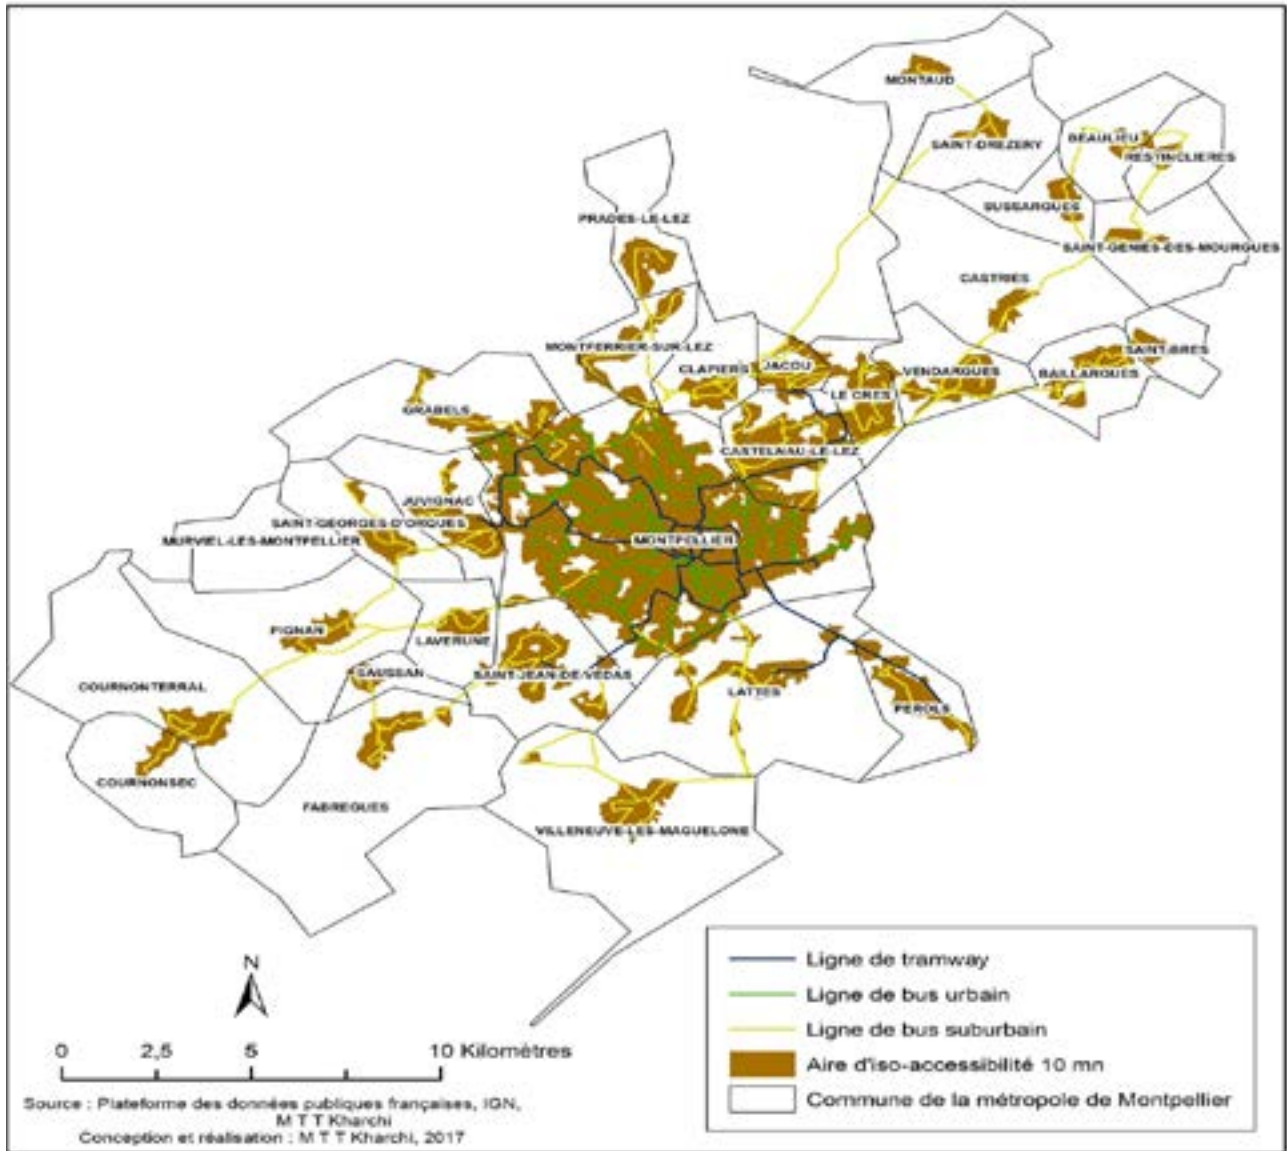 MONTAUD
SAINT-DREZERY
BEAULIEU
RESTINCLIERES
SUSSARGUES
SAINT-GENIES-DES-MOURGUES
PRADES-LE-LEZ
CASTRIES
MONTFERRIER-SUR-LEZ
CLAPIERS
JACOU
SAINT-BRES
VENDARGUES
BAILLARGUES
LE CRES
GRABELS
CASTELNAU-LE-LEZ
JUVIGNAC
SAINT-GEORGES-D'ORQUES
MURVIEL-LES-MONTPELLIER
MONTPELLIER
PIGNAN
LAVERUNE
SAUSSAN
SAINT-JEAN-DE-VEDAS
COURNONTERRAL
LATTES
PEROLS
COURNONSEC
FABREGUES
VILLENEUVE-LES-MAGUELONE
N
0 2,5 5 10 Kilomètres
Source : Plateforme des données publiques françaises, IGN,
M T T Kharchi
Conception et réalisation : M T T Kharchi, 2017
Ligne de tramway
Ligne de bus urbain
Ligne de bus suburbain
Aire d'iso-accessibilité 10 mn
Commune de la métropole de Montpellier